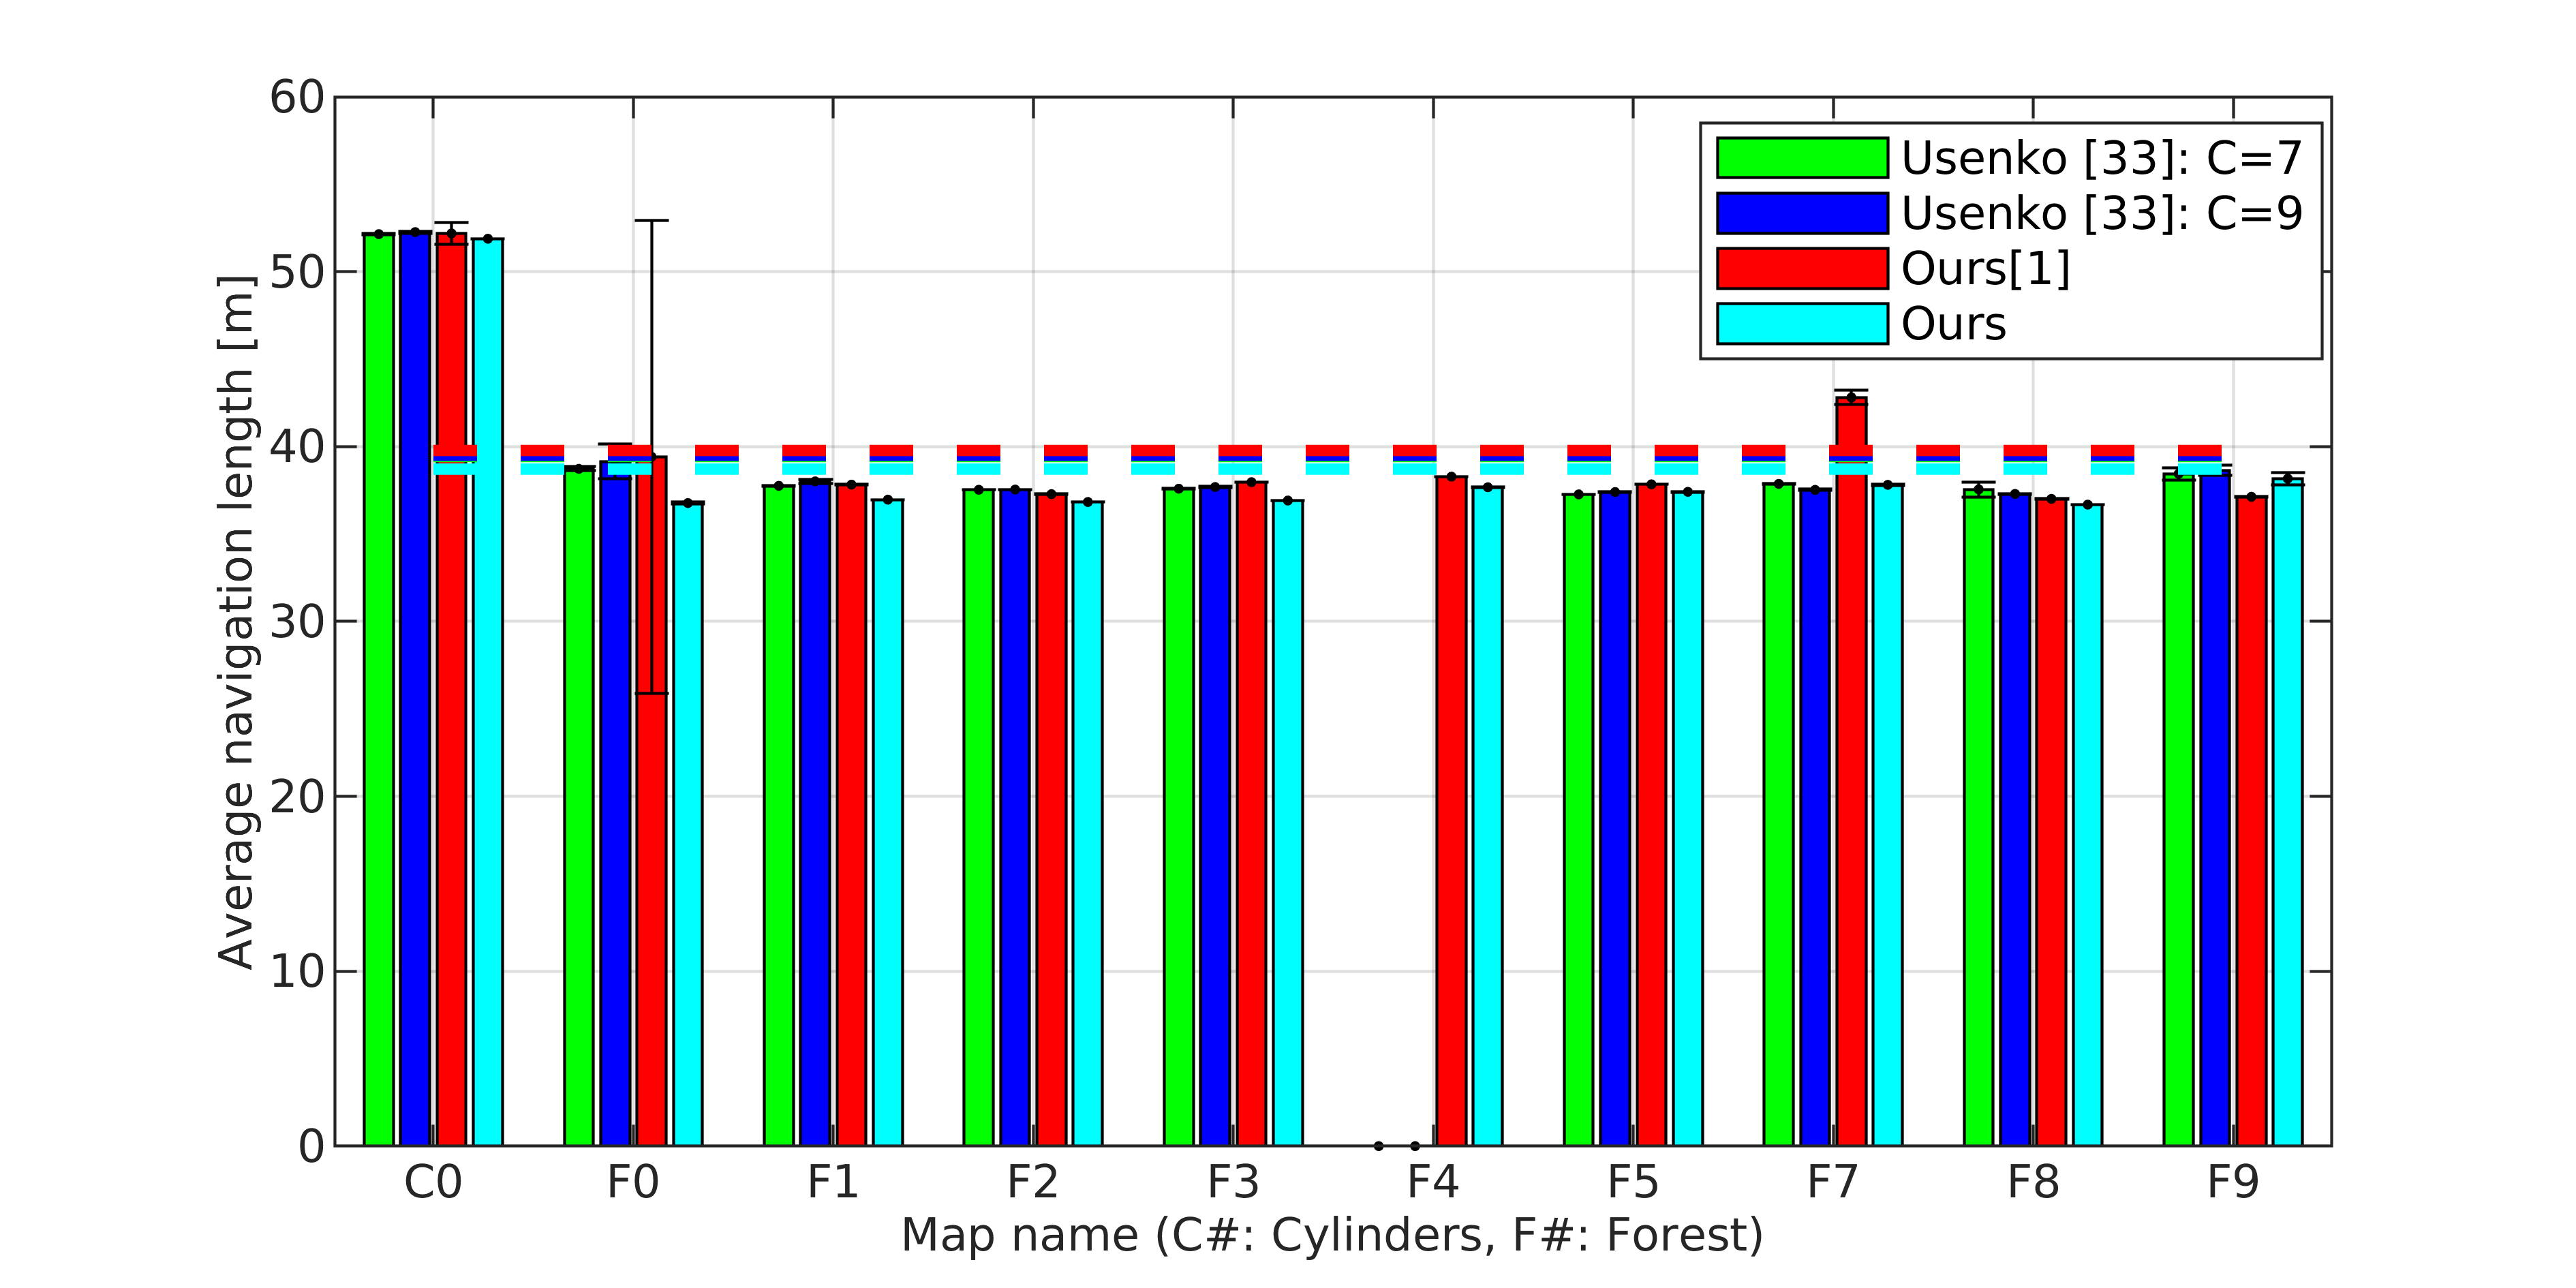 60
50
40
30
20
10
0
Average navigation length [m]
Usenko [33]: C=7
Usenko [33]: C=9
Ours[1]
Ours
C0 F0 F1 F2 F3 F4 F5 F7 F8 F9
Map name (C#: Cylinders, F#: Forest)